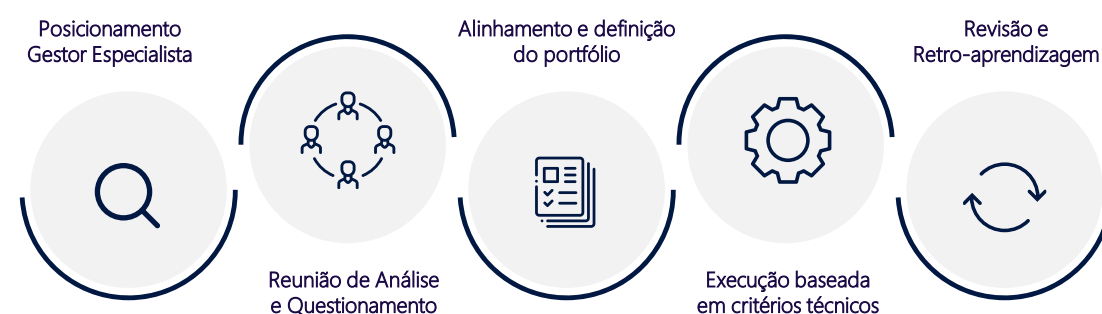 Posicionamento
Gestor Especialista
Reunião de Análise
e Questionamento
Alinhamento e definição
do portfólio
Execução baseada
em critérios técnicos
Revisão e
Retro-aprendizagem